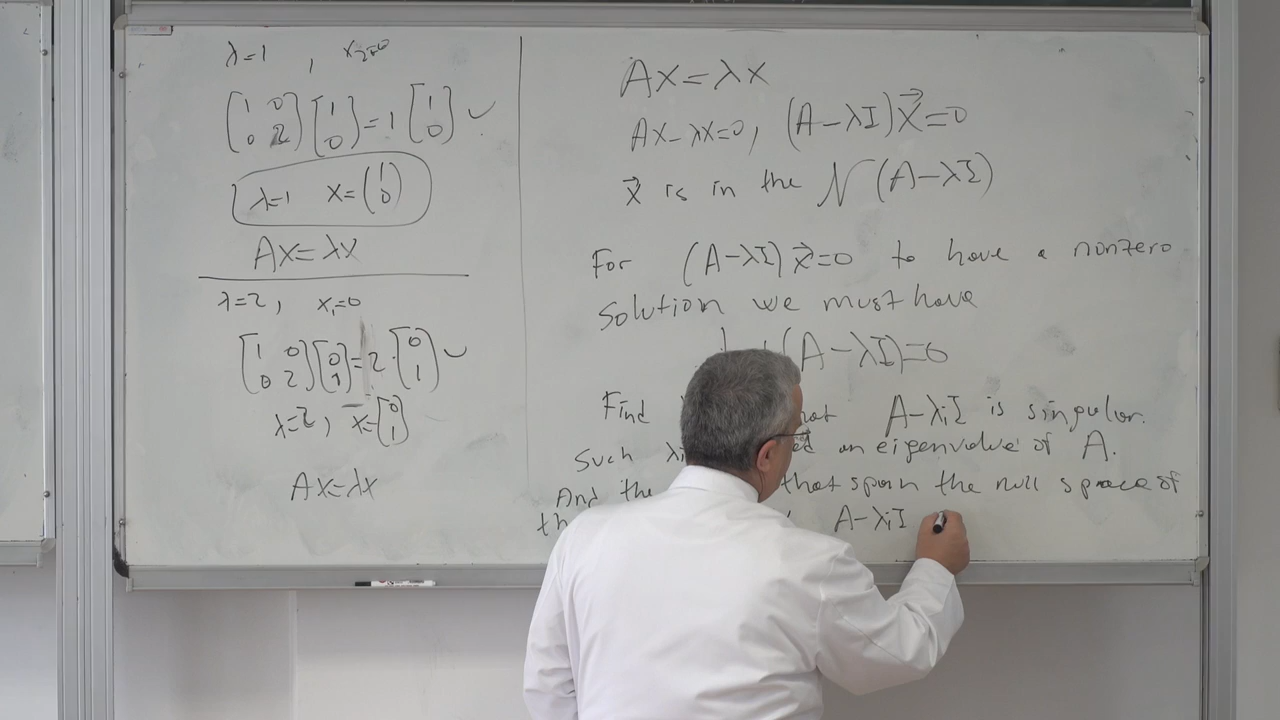 λ=1 , x₂=0
[1 0; 0 2] [1; 0] = 1 [1; 0] ✓
λ=1 x = (1; 0)
Ax=λx
λ=2, x₁=0
[1 0; 0 2] [0; 1] = 2·[0; 1] ✓
λ=2, x=[0; 1]
Ax=λx
Ax=λx
Ax-λx=0, (A-λI)x⃗=0
x⃗ is in the N(A-λI)
For (A-λI)x⃗=0 to have a nonzero
solution we must have
(A-λI)=0
Find A-λᵢI is singular.
Such λᵢ an eigenvalue of A.
And the that span the null space of
A-λᵢI